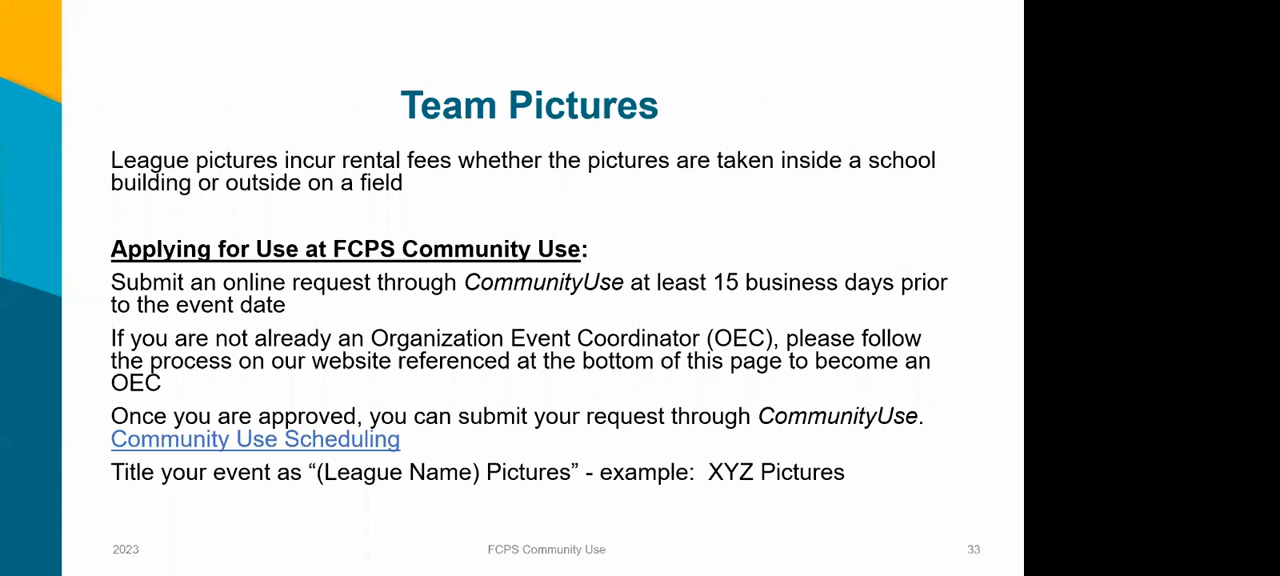 Team Pictures
League pictures incur rental fees whether the pictures are taken inside a school
building or outside on a field
Applying for Use at FCPS Community Use:
Submit an online request through CommunityUse at least 15 business days prior
to the event date
If you are not already an Organization Event Coordinator (OEC), please follow
the process on our website referenced at the bottom of this page to become an
OEC
Once you are approved, you can submit your request through CommunityUse.
Community Use Scheduling
Title your event as “(League Name) Pictures” - example:  XYZ Pictures
2023
FCPS Community Use
33